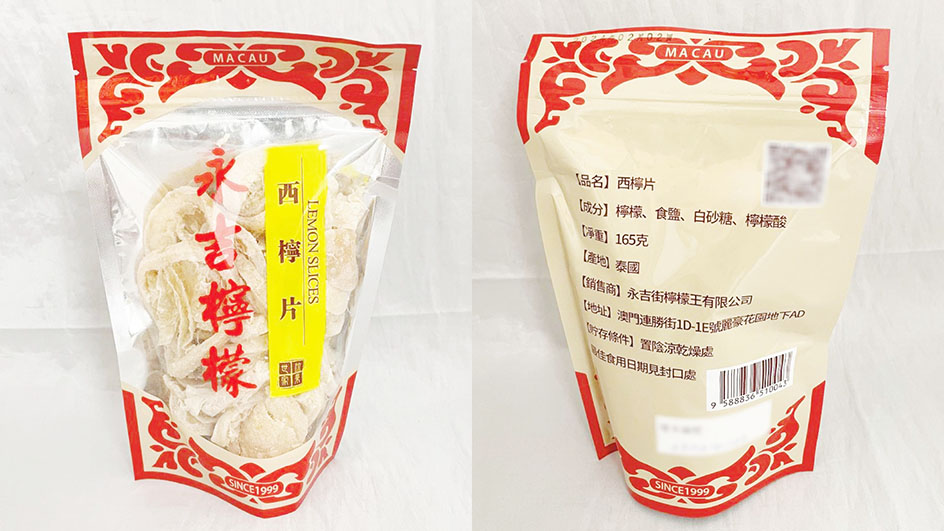 MACAU
永吉檸檬
西檸片
LEMON SLICES
SINCE1999
MACAU
【品名】西檸片
【成分】檸檬、食鹽、白砂糖、檸檬酸
【淨重】165克
【產地】泰國
【銷售商】永吉街檸檬王有限公司
【地址】澳門連勝街1D-1E號麗豪花園地下AD
【貯存條件】置陰涼乾燥處
最佳食用日期見封口處
9 588836 510043
SINCE1999